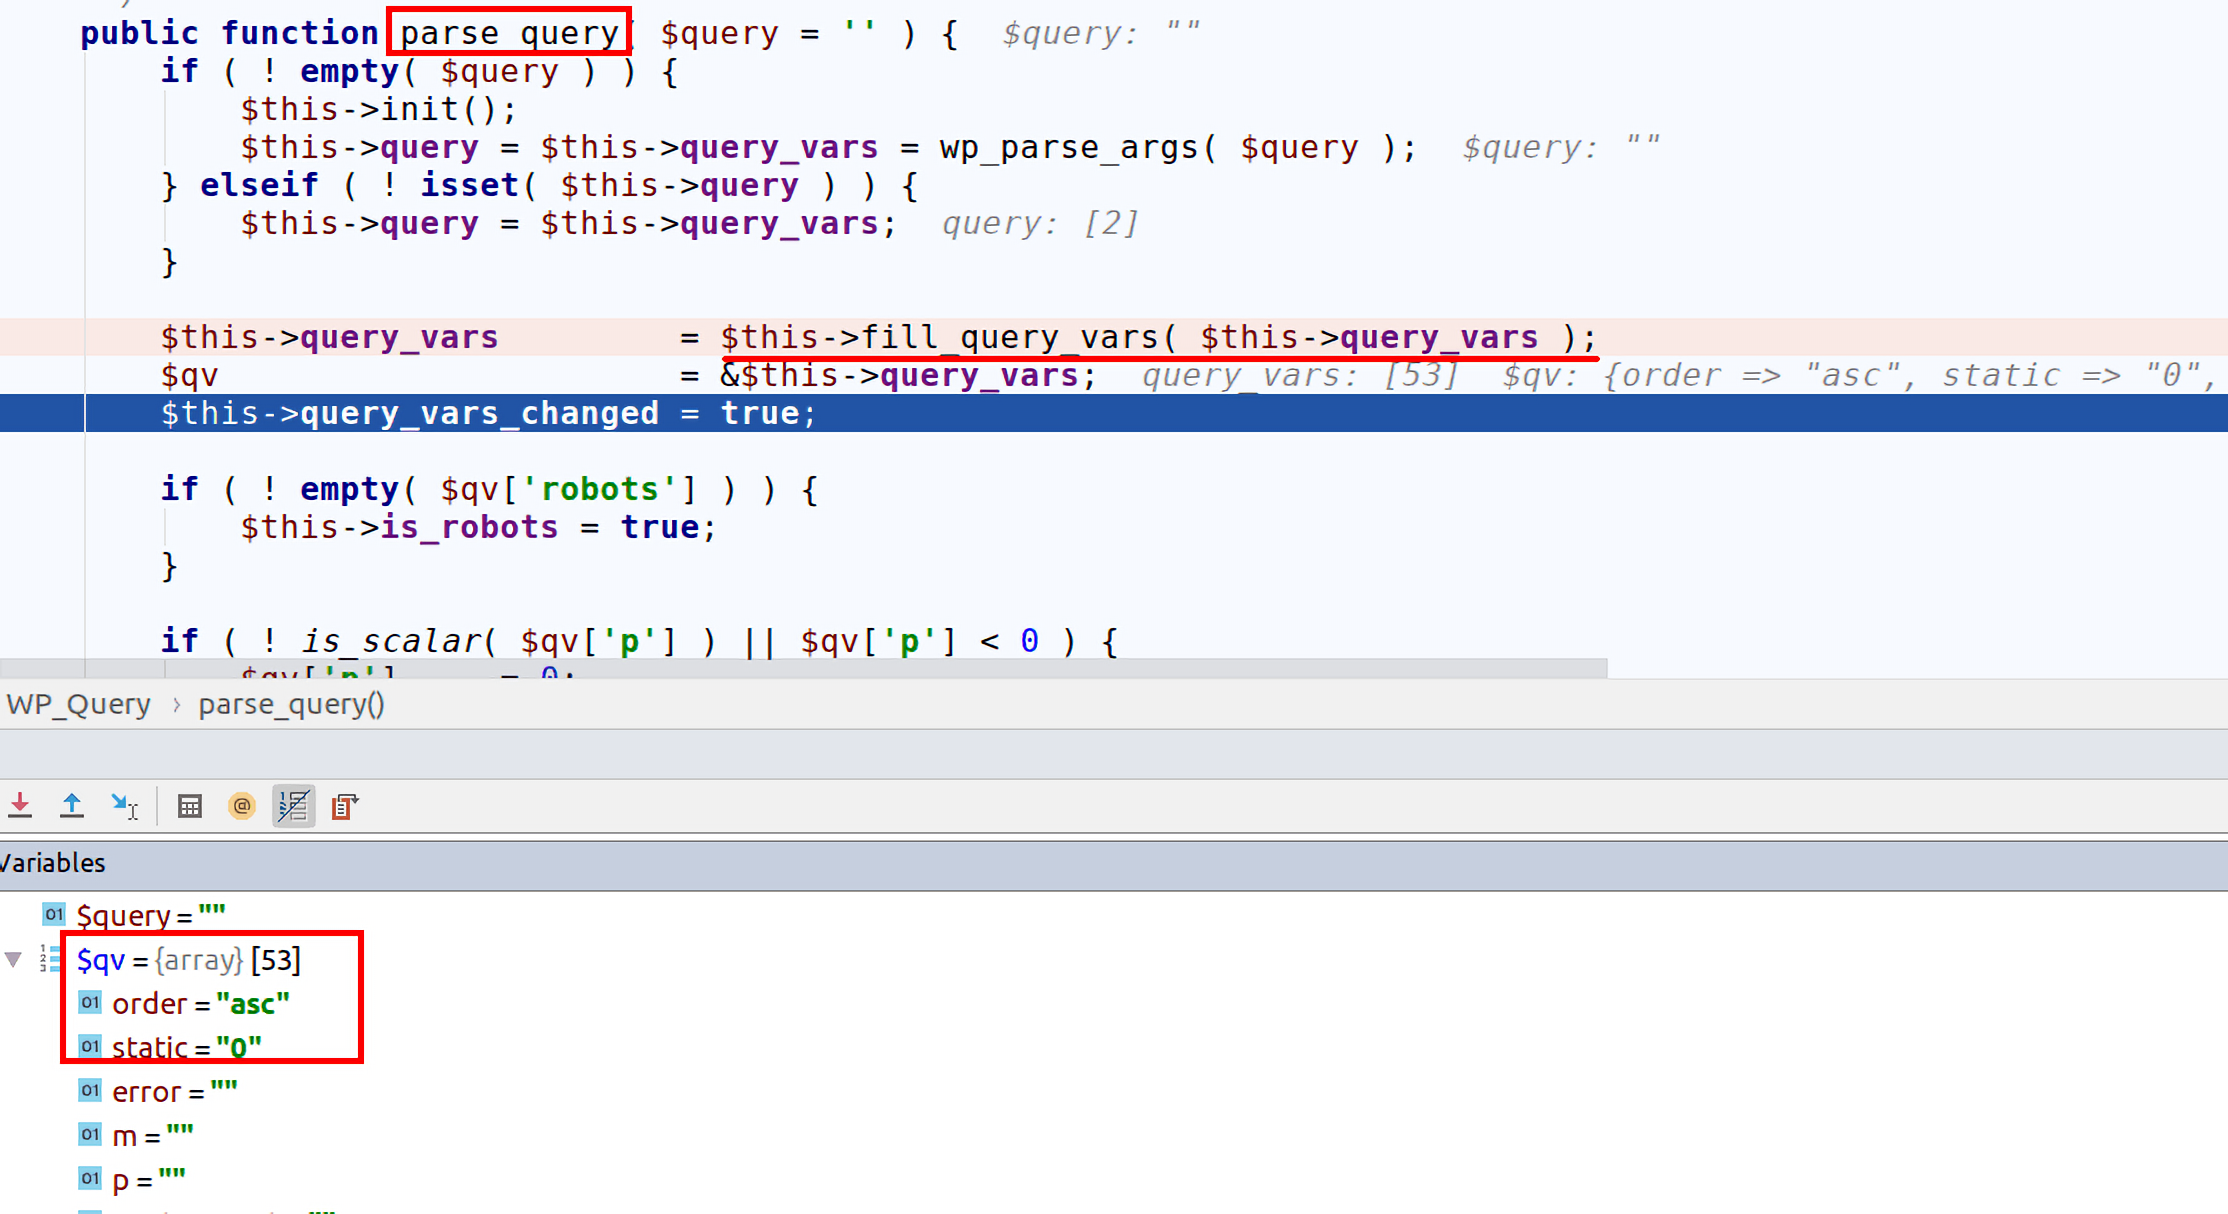 public function parse_query( $query = '' ) {  $query: ""
if ( ! empty( $query ) ) {
$this->init();
$this->query = $this->query_vars = wp_parse_args( $query );  $query: ""
} elseif ( ! isset( $this->query ) ) {
$this->query = $this->query_vars;  query: [2]
}
$this->query_vars         = $this->fill_query_vars( $this->query_vars );
$qv                       = &$this->query_vars;  query_vars: [53]  $qv: {order => "asc", static => "0",
$this->query_vars_changed = true;
if ( ! empty( $qv['robots'] ) ) {
$this->is_robots = true;
}
if ( ! is_scalar( $qv['p'] ) || $qv['p'] < 0 ) {
$qv['p']     = 0;
WP_Query › parse_query()
Variables
$query = ""
$qv = {array} [53]
order = "asc"
static = "0"
error = ""
m = ""
p = ""